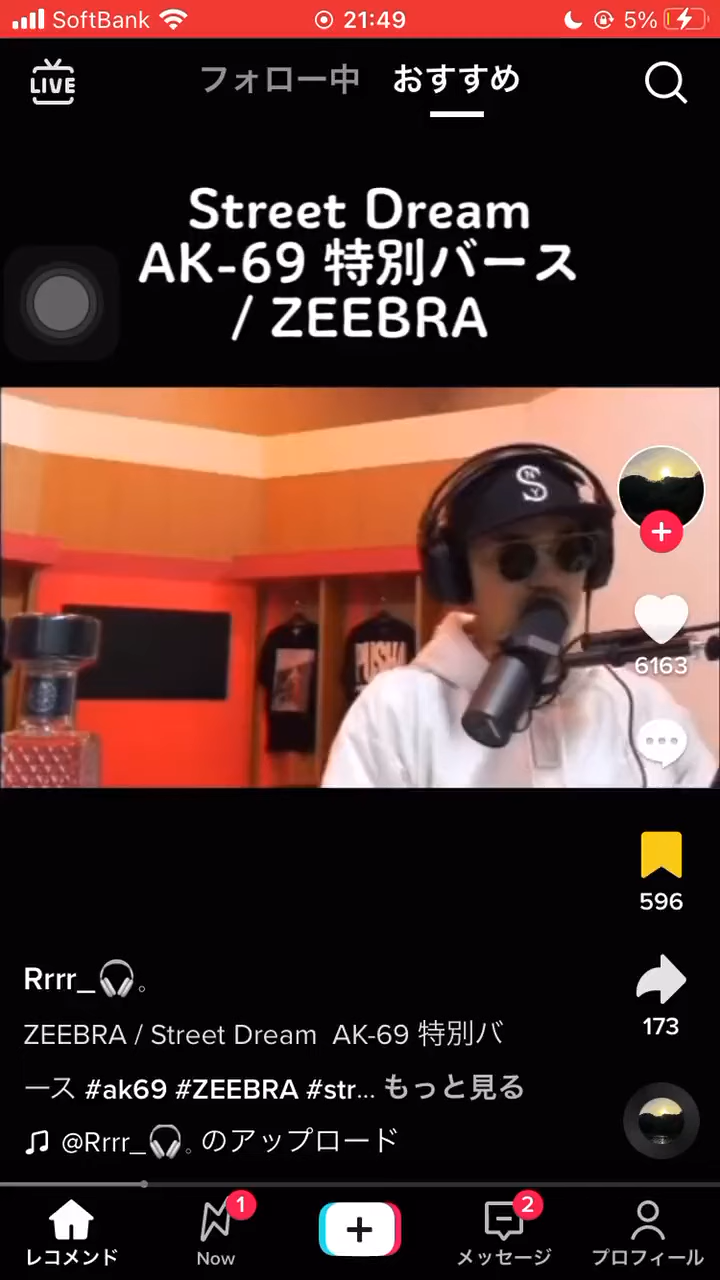 SoftBank 21:49 5%
LIVE フォロー中 おすすめ
Street Dream
AK-69 特別バース
/ ZEEBRA
S
NY
PUSHA
6163
596
Rrrr_🎧。
173
ZEEBRA / Street Dream AK-69 特別バ
ース #ak69 #ZEEBRA #str... もっと見る
@Rrrr_🎧。のアップロード
1
2
レコメンド Now メッセージ プロフィール